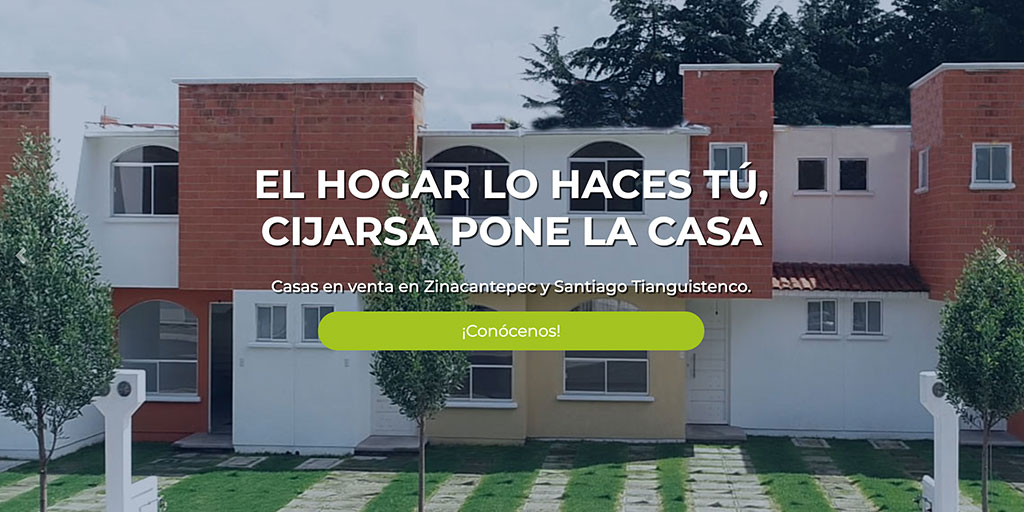 EL HOGAR LO HACES TÚ,
CIJARSA PONE LA CASA
Casas en venta en Zinacantepec y Santiago Tianguistenco.
¡Conócenos!